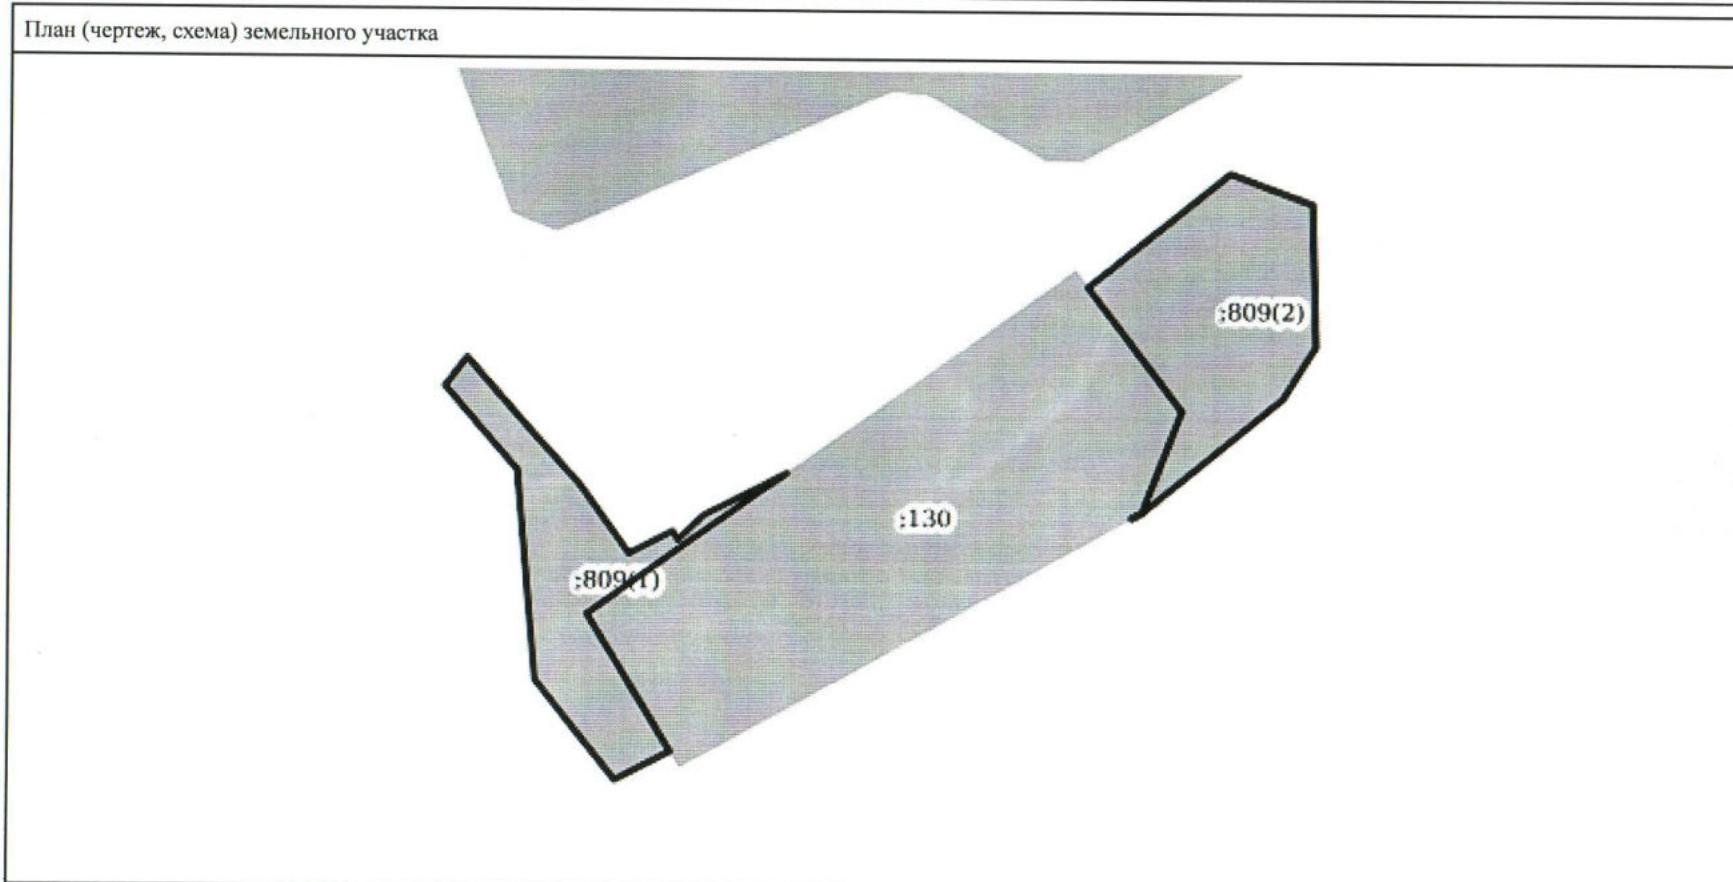 План (чертеж, схема) земельного участка
:809(2)
:130
:809(1)